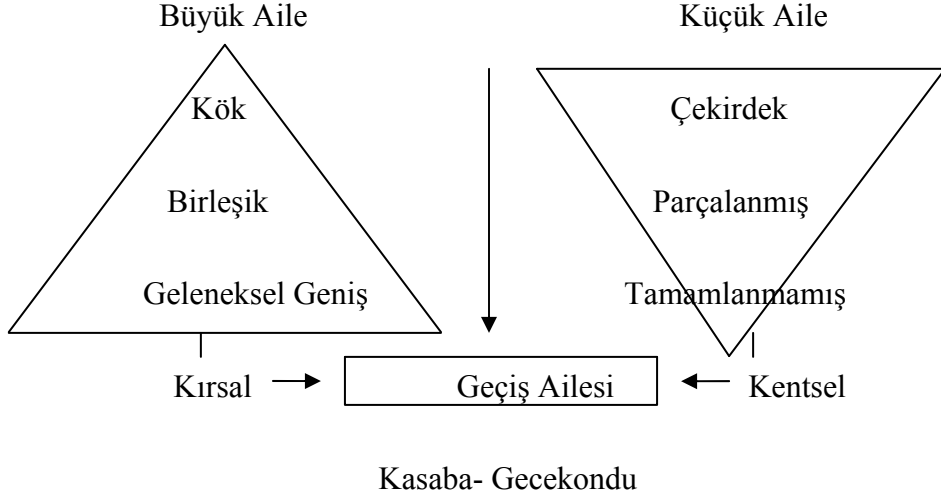 Büyük Aile Küçük Aile
Kök Çekirdek
Birleşik Parçalanmış
Geleneksel Geniş Tamamlanmamış
Kırsal Geçiş Ailesi Kentsel
Kasaba- Gecekondu